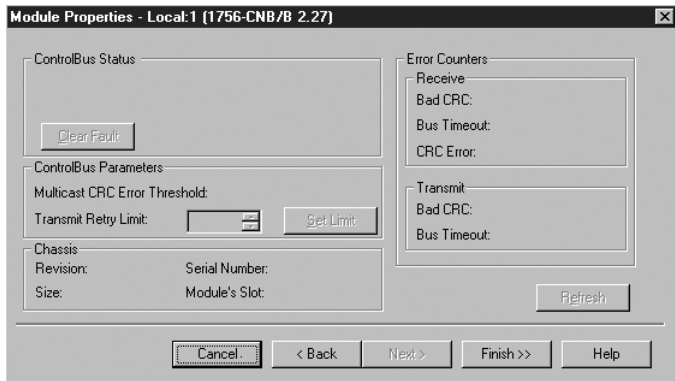 Module Properties - Local:1 (1756-CNB/B 2.27)
ControlBus Status
Clear Fault
ControlBus Parameters
Multicast CRC Error Threshold:
Transmit Retry Limit:
Set Limit
Chassis
Revision: Serial Number:
Size: Module's Slot:
Error Counters
Receive
Bad CRC:
Bus Timeout:
CRC Error:
Transmit
Bad CRC:
Bus Timeout:
Refresh
Cancel
< Back
Next >
Finish >>
Help